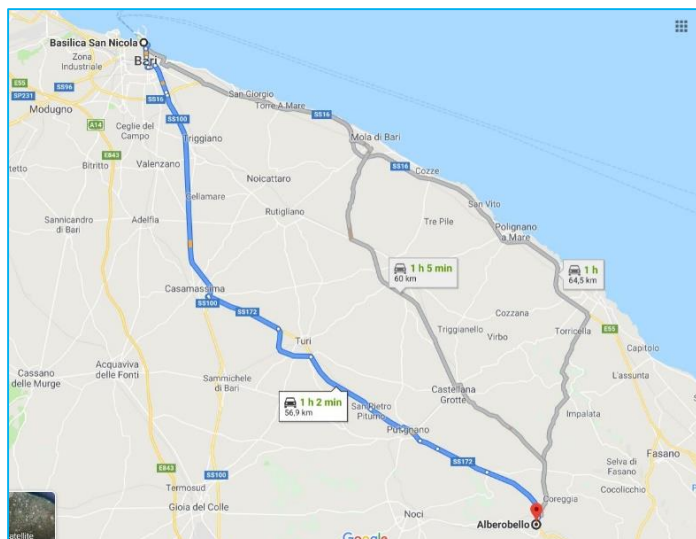 Basilica San Nicola
Bari
Zona
Industriale
E55
SS96
SP231
SS16
Modugno
A14
SS100
San Giorgio
Torre A Mare
SS16
Ceglie del
Campo
Triggiano
Mola di Bari
E843
Bitritto
Valenzano
Cozze
SS16
tetto
Noicattaro
Cellamare
San Vito
Sannicandro
di Bari
Adelfia
Rutigliano
Tre Pile
Polignano
a Mare
1 h 5 min
60 km
1 h
64,5 km
Casamassima
SS100
SS172
Cozzana
Triggianello
Virbo
Torricella
E55
Turi
Capitolo
Acquaviva
delle Fonti
Cassano
delle Murge
Sammichele
di Bari
L'assunta
1 h 2 min
56,9 km
Castellana
Grotte
San Pietro
Piturno
Impalata
Putignano
Fasano
E843
SS100
SS172
Selva di
Fasano
Cocolicchio
Termosud
Coreggia
Gioia del Colle
Noci
Alberobello
atellite
Google